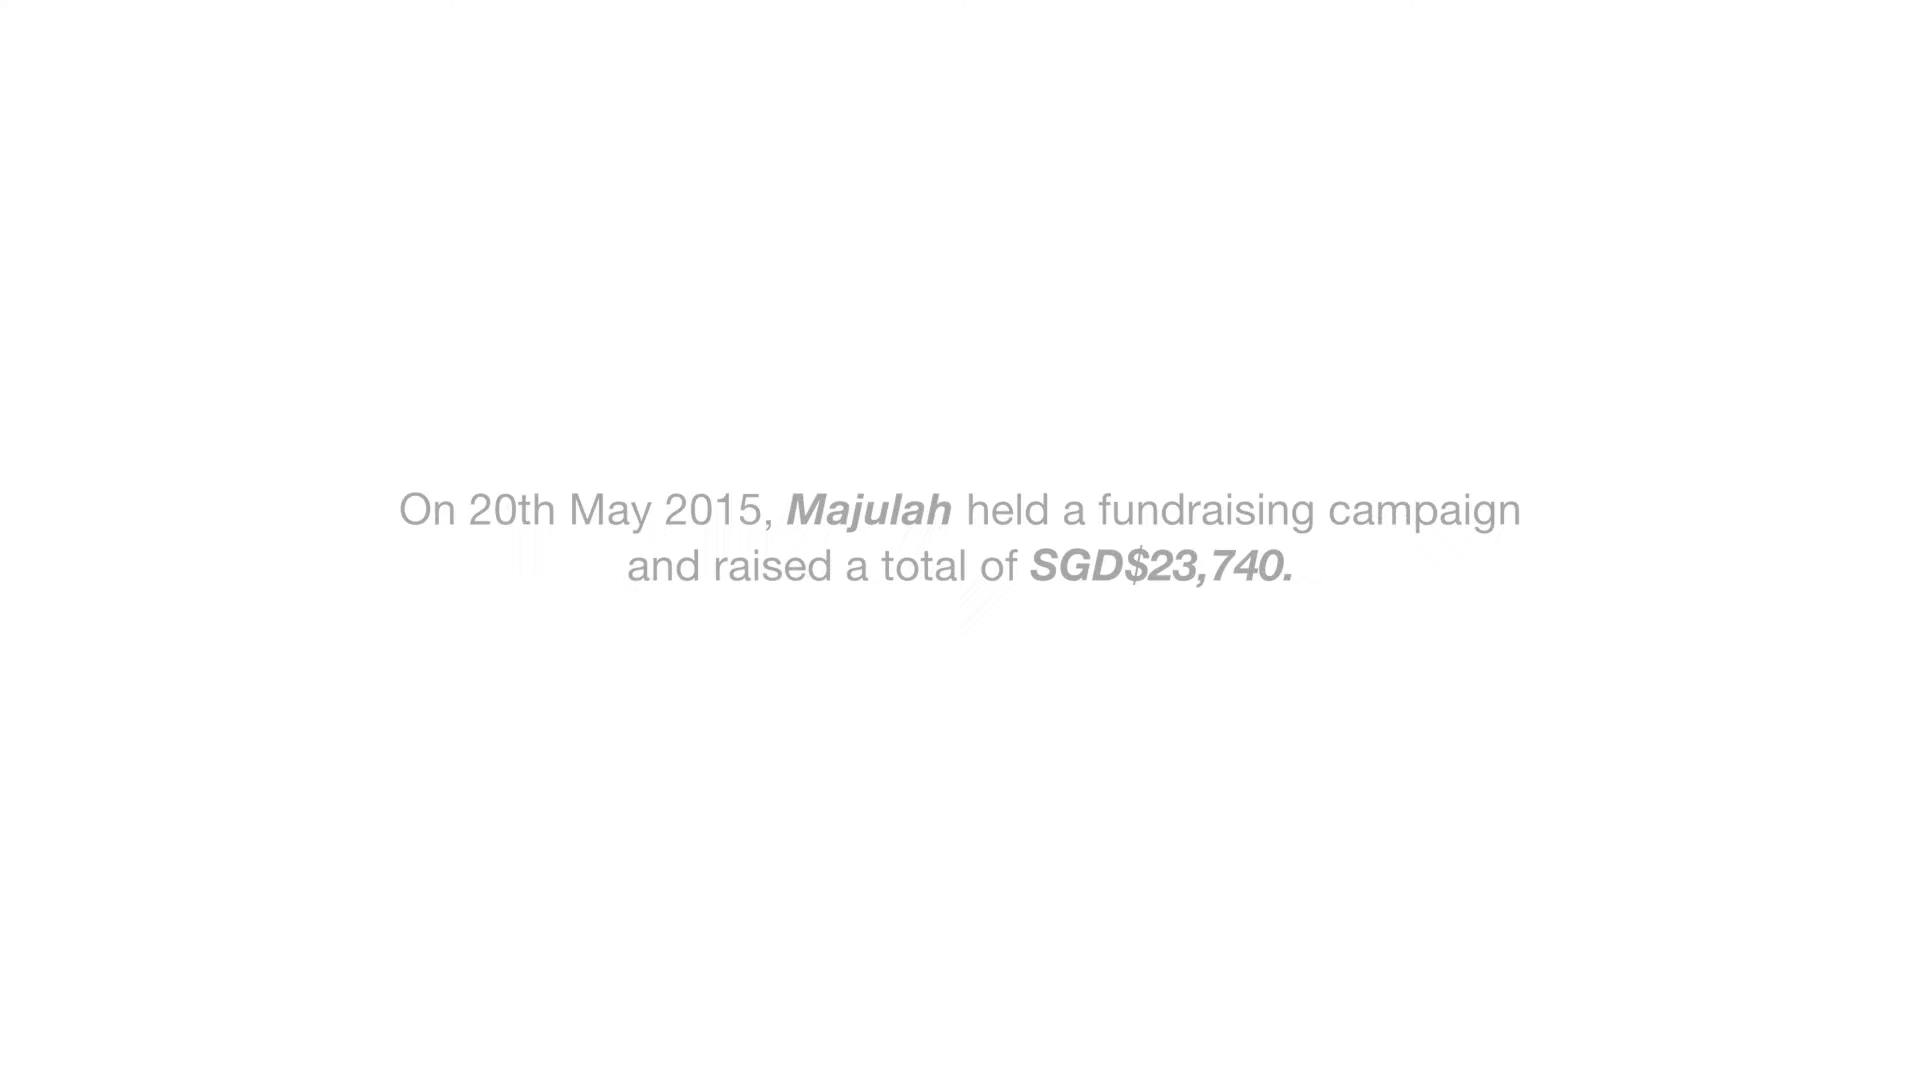 On 20th May 2015, Majulah held a fundraising campaign
and raised a total of SGD$23,740.